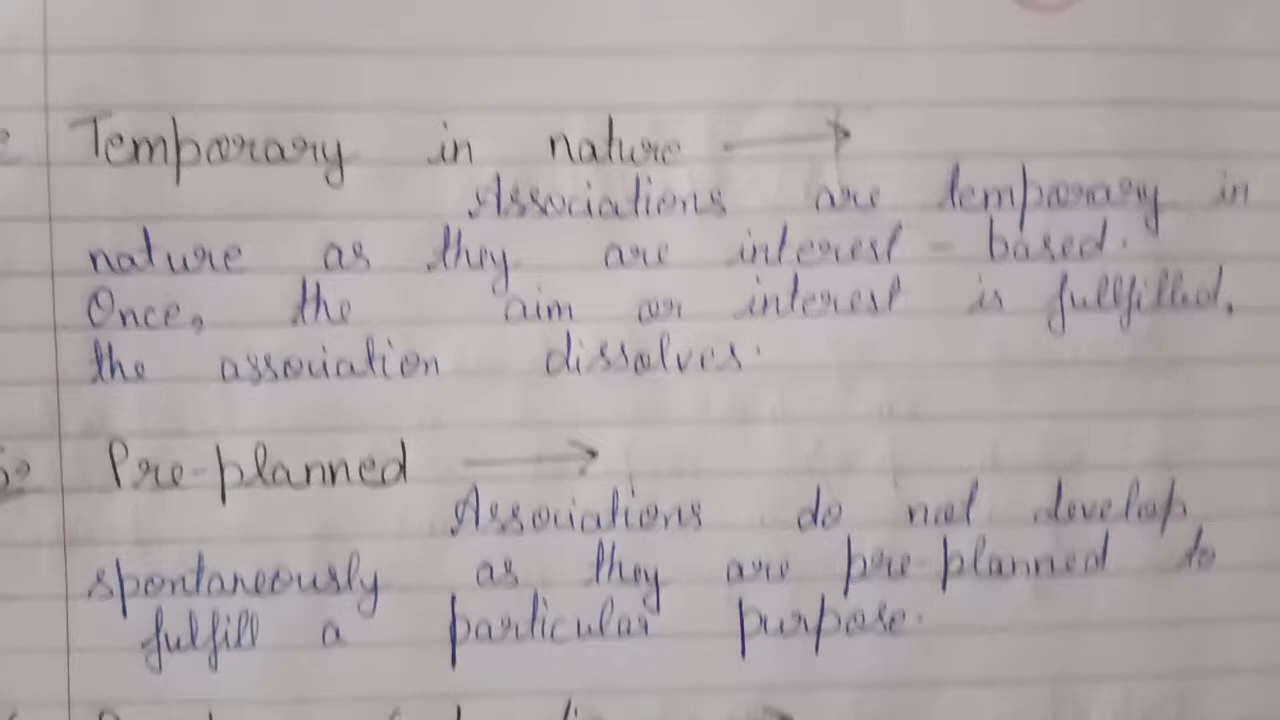 Temporary in nature →
Associations are temporary in
nature as they are interest - based.
Once, the aim or interest is fullfilled,
the association dissolves.
Pre-planned →
Associations do not develop
spontaneously as they are pre-planned to
fulfill a particular purpose.